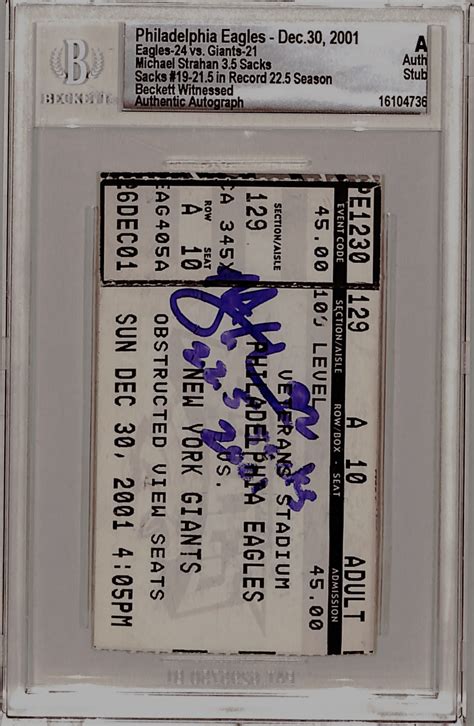 Philadelphia Eagles - Dec.30, 2001
Eagles-24 vs. Giants-21
Michael Strahan 3.5 Sacks
Sacks #19-21.5 in Record 22.5 Season
Beckett Witnessed
Authentic Autograph
A
Auth
Stub
16104736
B
BECKETT
PE1230
EVENT CODE
45.00
SECTION/AISLE
129
CA 345X
ROW SEAT
A 10
EAG405A
26DEC01
129 A 10 ADULT
SECTION/AISLE ROW/BOX SEAT ADMISSION
100 LEVEL 45.00
VETERANS STADIUM
PHILADELPHIA EAGLES
VS.
NEW YORK GIANTS
OBSTRUCTED VIEW SEATS
SUN DEC 30, 2001 4:05PM
22.5